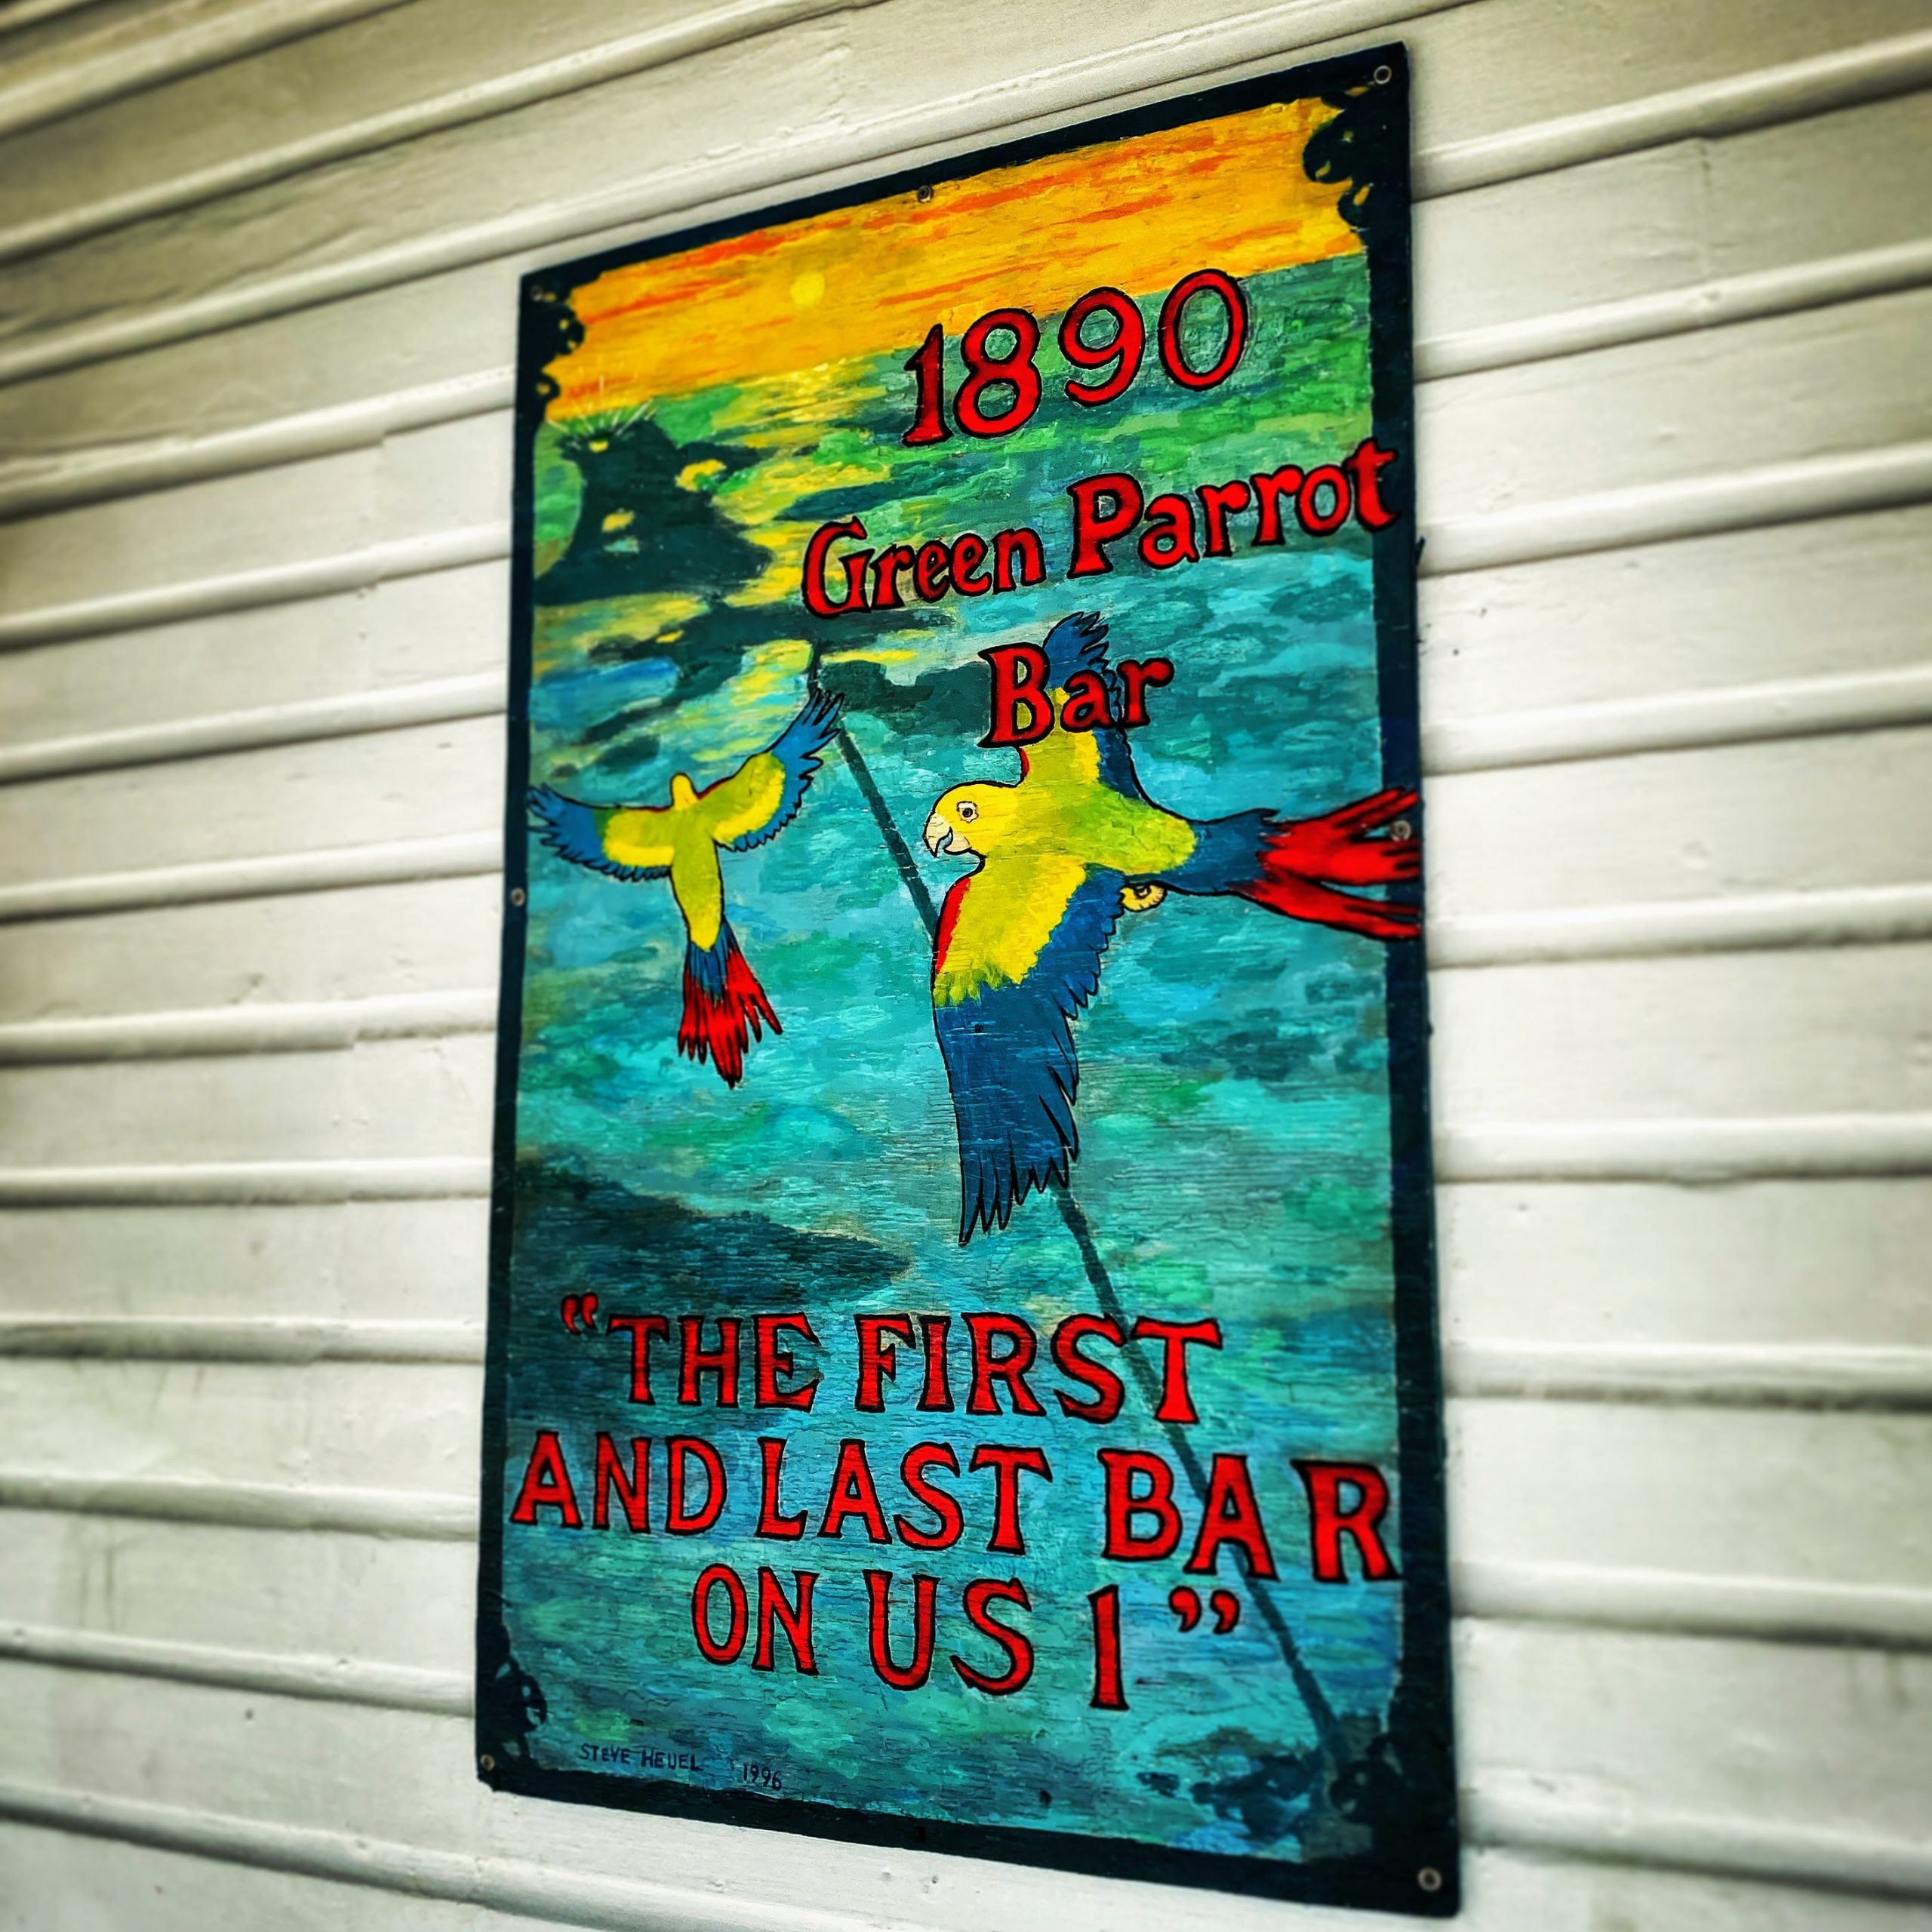 1890
Green Parrot
Bar
“THE FIRST
AND LAST BAR
ON US 1”
STEVE HEUEL 1996